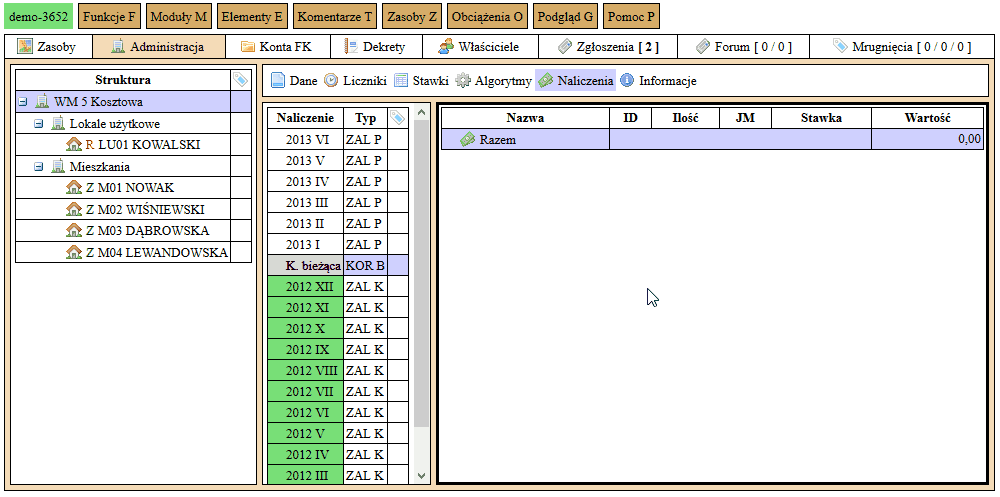 demo-3652 Funkcje F Moduły M Elementy E Komentarze T Zasoby Z Obciążenia O Podgląd G Pomoc P
Zasoby Administracja Konta FK Dekrety Właściciele Zgłoszenia [ 2 ] Forum [ 0 / 0 ] Mrugnięcia [ 0 / 0 / 0 ]
Struktura
WM 5 Kosztowa
Lokale użytkowe
R LU01 KOWALSKI
Mieszkania
Z M01 NOWAK
Z M02 WIŚNIEWSKI
Z M03 DĄBROWSKA
Z M04 LEWANDOWSKA
Dane Liczniki Stawki Algorytmy Naliczenia Informacje
Naliczenie Typ
2013 VI ZAL P
2013 V ZAL P
2013 IV ZAL P
2013 III ZAL P
2013 II ZAL P
2013 I ZAL P
K. bieżąca KOR B
2012 XII ZAL K
2012 XI ZAL K
2012 X ZAL K
2012 IX ZAL K
2012 VIII ZAL K
2012 VII ZAL K
2012 VI ZAL K
2012 V ZAL K
2012 IV ZAL K
2012 III ZAL K
Nazwa ID Ilość JM Stawka Wartość
Razem 0,00